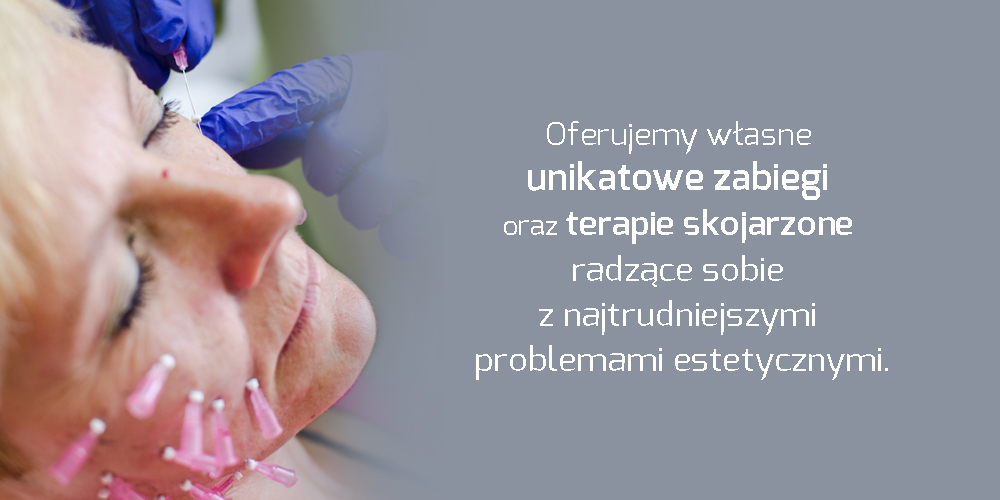 Oferujemy własne
unikatowe zabiegi
oraz terapie skojarzone
radzące sobie
z najtrudniejszymi
problemami estetycznymi.